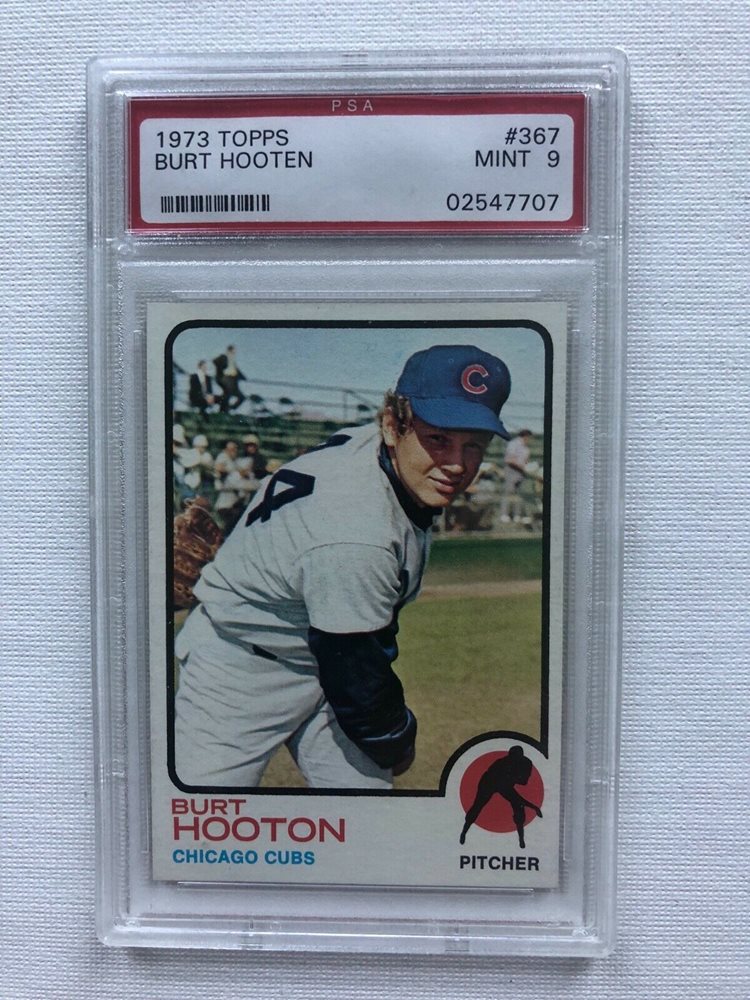 PSA
1973 TOPPS #367
BURT HOOTEN MINT 9
02547707
C
4
BURT
HOOTON
CHICAGO CUBS
PITCHER